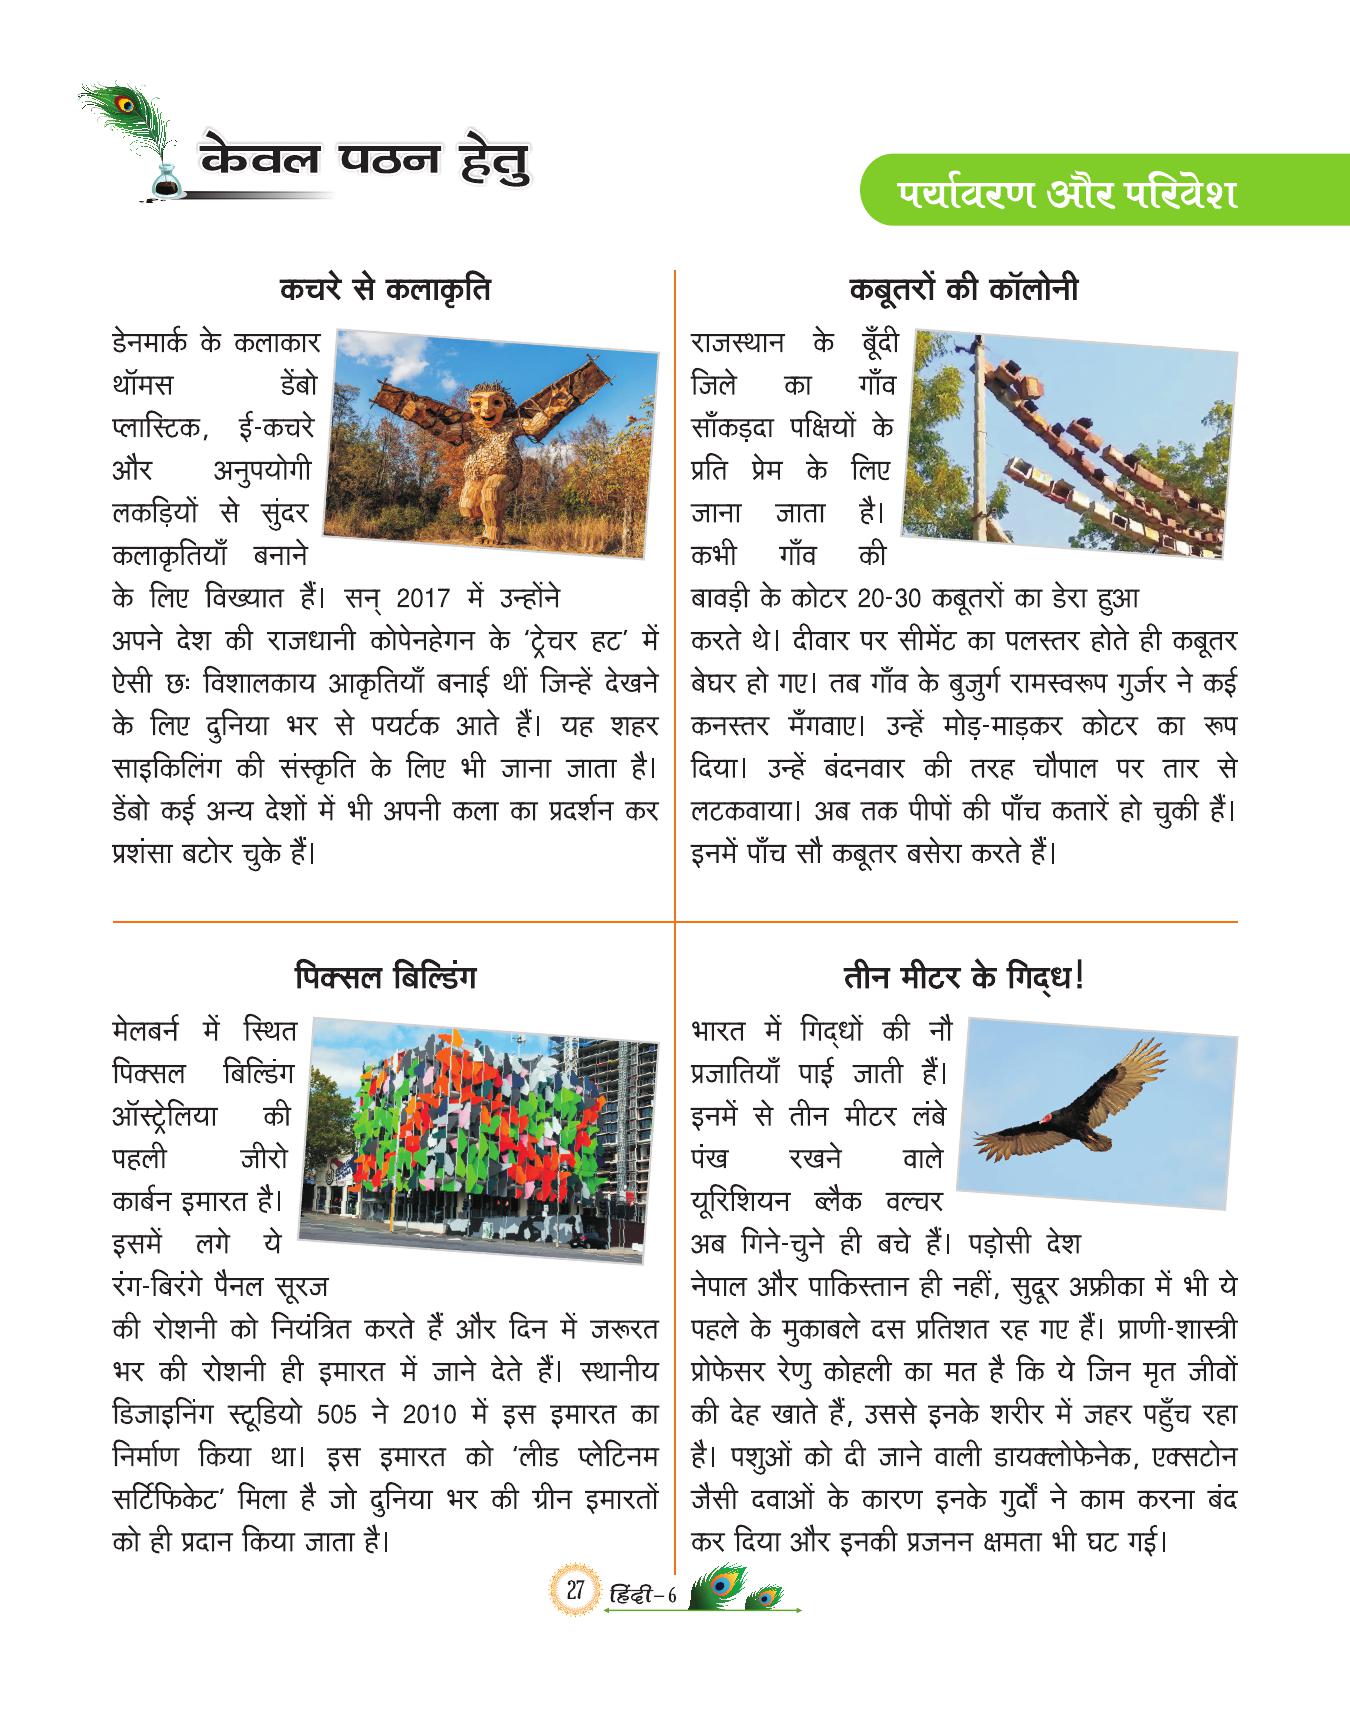 केवल पठन हेतु
पर्यावरण और परिवेश
कचरे से कलाकृति
डेनमार्क के कलाकार
थॉमस डेंबो
प्लास्टिक, ई-कचरे
और अनुपयोगी
लकड़ियों से सुंदर
कलाकृतियाँ बनाने
के लिए विख्यात हैं। सन् 2017 में उन्होंने
अपने देश की राजधानी कोपेनहेगन के ‘ट्रेचर हट’ में
ऐसी छः विशालकाय आकृतियाँ बनाई थीं जिन्हें देखने
के लिए दुनिया भर से पयर्टक आते हैं। यह शहर
साइकिलिंग की संस्कृति के लिए भी जाना जाता है।
डेंबो कई अन्य देशों में भी अपनी कला का प्रदर्शन कर
प्रशंसा बटोर चुके हैं।
कबूतरों की कॉलोनी
राजस्थान के बूँदी
जिले का गाँव
साँकड़दा पक्षियों के
प्रति प्रेम के लिए
जाना जाता है।
कभी गाँव की
बावड़ी के कोटर 20-30 कबूतरों का डेरा हुआ
करते थे। दीवार पर सीमेंट का पलस्तर होते ही कबूतर
बेघर हो गए। तब गाँव के बुजुर्ग रामस्वरूप गुर्जर ने कई
कनस्तर मँगवाए। उन्हें मोड़-माड़कर कोटर का रूप
दिया। उन्हें बंदनवार की तरह चौपाल पर तार से
लटकवाया। अब तक पीपों की पाँच कतारें हो चुकी हैं।
इनमें पाँच सौ कबूतर बसेरा करते हैं।
पिक्सल बिल्डिंग
मेलबर्न में स्थित
पिक्सल बिल्डिंग
ऑस्ट्रेलिया की
पहली जीरो
कार्बन इमारत है।
इसमें लगे ये
रंग-बिरंगे पैनल सूरज
की रोशनी को नियंत्रित करते हैं और दिन में जरूरत
भर की रोशनी ही इमारत में जाने देते हैं। स्थानीय
डिजाइनिंग स्टूडियो 505 ने 2010 में इस इमारत का
निर्माण किया था। इस इमारत को ‘लीड प्लेटिनम
सर्टिफिकेट’ मिला है जो दुनिया भर की ग्रीन इमारतों
को ही प्रदान किया जाता है।
तीन मीटर के गिद्ध!
भारत में गिद्धों की नौ
प्रजातियाँ पाई जाती हैं।
इनमें से तीन मीटर लंबे
पंख रखने वाले
यूरिशियन ब्लैक वल्चर
अब गिने-चुने ही बचे हैं। पड़ोसी देश
नेपाल और पाकिस्तान ही नहीं, सुदूर अफ्रीका में भी ये
पहले के मुकाबले दस प्रतिशत रह गए हैं। प्राणी-शास्त्री
प्रोफेसर रेणु कोहली का मत है कि ये जिन मृत जीवों
की देह खाते हैं, उससे इनके शरीर में जहर पहुँच रहा
है। पशुओं को दी जाने वाली डायक्लोफेनेक, एक्सटोन
जैसी दवाओं के कारण इनके गुर्दों ने काम करना बंद
कर दिया और इनकी प्रजनन क्षमता भी घट गई।
27 हिंदी–6